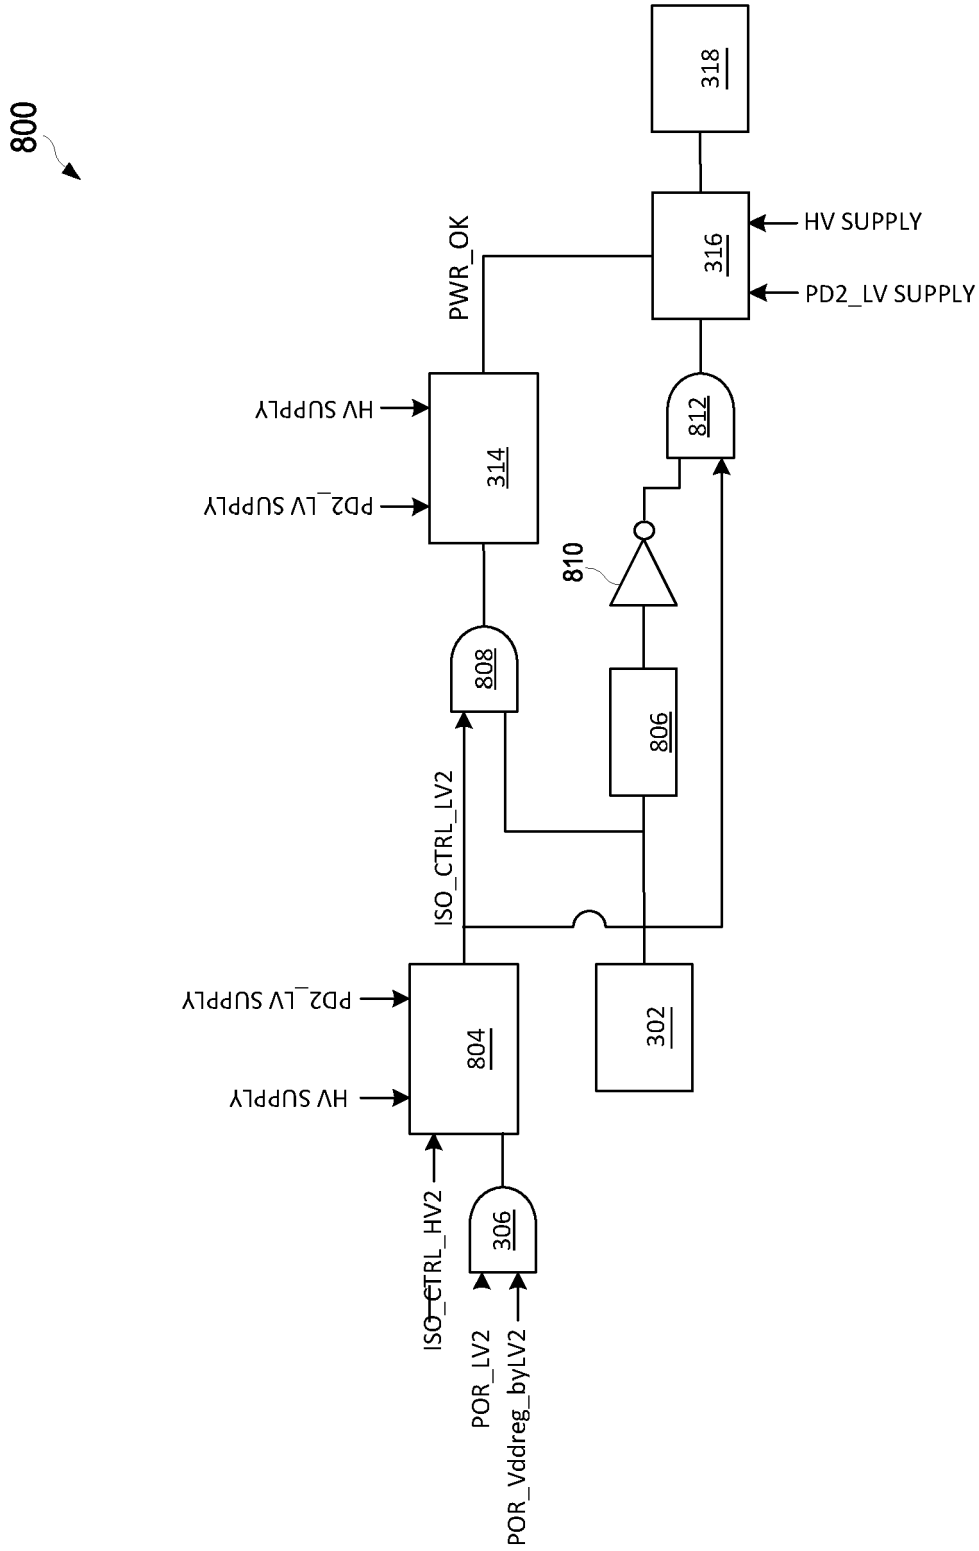 800
ISO_CTRL_HV2
POR_LV2
POR_Vddreg_byLV2
306
HV SUPPLY
PD2_LV SUPPLY
804
ISO_CTRL_LV2
302
808
806
810
PD2_LV SUPPLY
HV SUPPLY
314
PWR_OK
812
316
PD2_LV SUPPLY
HV SUPPLY
318